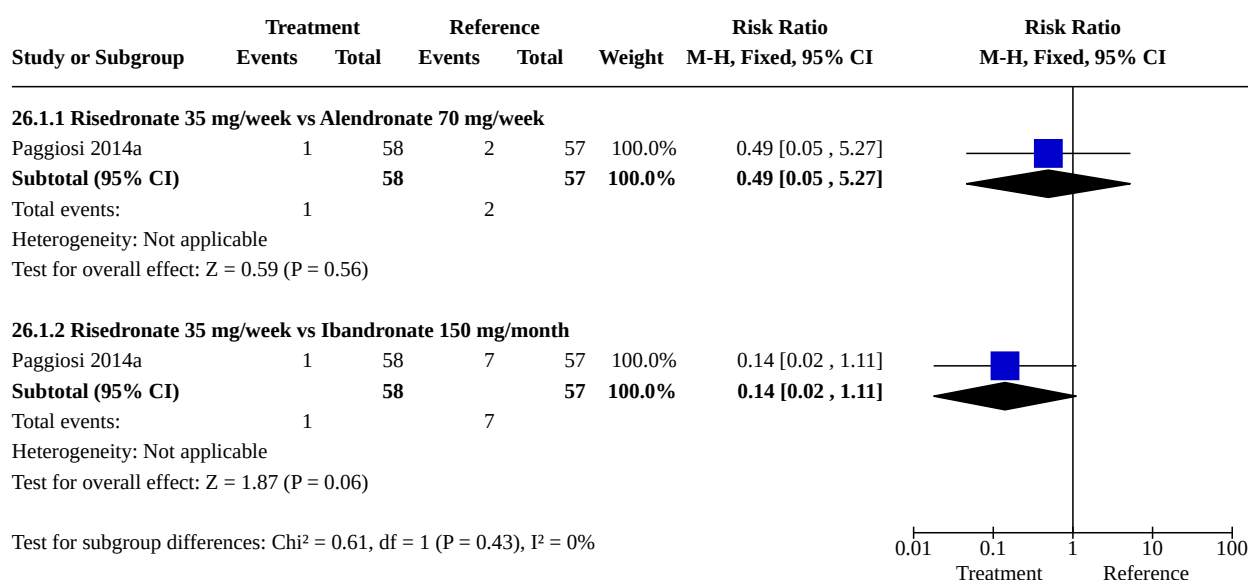 Treatment Reference Risk Ratio Risk Ratio
Study or Subgroup Events Total Events Total Weight M-H, Fixed, 95% CI M-H, Fixed, 95% CI
26.1.1 Risedronate 35 mg/week vs Alendronate 70 mg/week
Paggiosi 2014a 1 58 2 57 100.0% 0.49 [0.05 , 5.27]
Subtotal (95% CI) 58 57 100.0% 0.49 [0.05 , 5.27]
Total events: 1 2
Heterogeneity: Not applicable
Test for overall effect: Z = 0.59 (P = 0.56)
26.1.2 Risedronate 35 mg/week vs Ibandronate 150 mg/month
Paggiosi 2014a 1 58 7 57 100.0% 0.14 [0.02 , 1.11]
Subtotal (95% CI) 58 57 100.0% 0.14 [0.02 , 1.11]
Total events: 1 7
Heterogeneity: Not applicable
Test for overall effect: Z = 1.87 (P = 0.06)
Test for subgroup differences: Chi² = 0.61, df = 1 (P = 0.43), I² = 0%
0.01 0.1 1 10 100
Treatment Reference